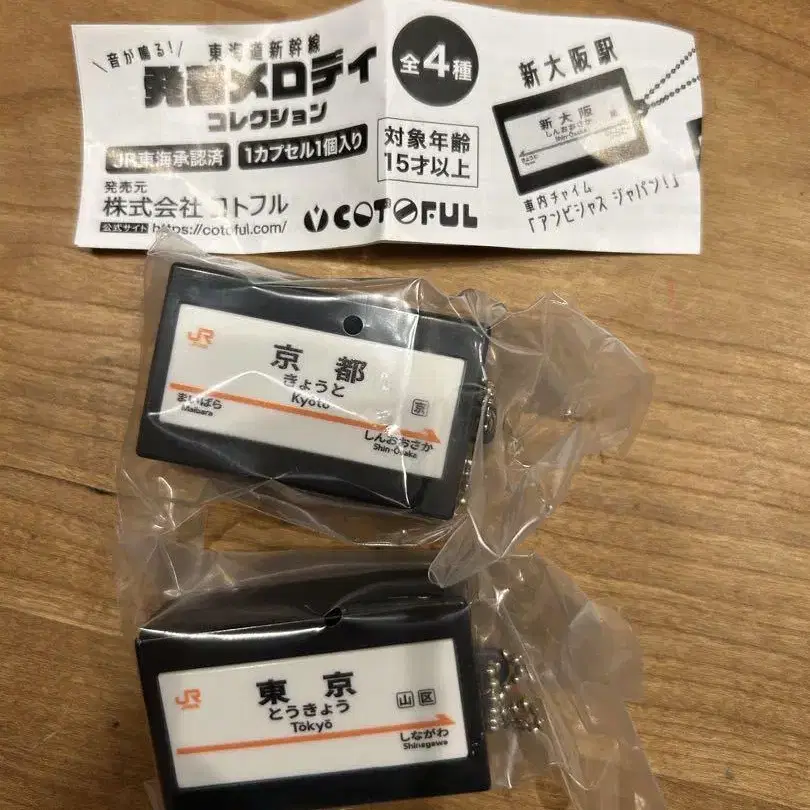 音が鳴る!
東海道新幹線
発車メロディ
コレクション
全4種
JR東海承認済
1カプセル1個入り
対象年齢
15才以上
発売元
株式会社コトフル
公式サイト https://cotoful.com/
COTOFUL
新大阪駅
新大阪
しんおおさか
Shin-Osaka
きょうと
車内チャイム
「アンビシャス ジャパン!」
JR
京都
きょうと
Kyōto
京
まいばら
Maibara
しんおおさか
Shin-Ōsaka
JR
東京
とうきょう
Tōkyō
山区
しながわ
Shinagawa